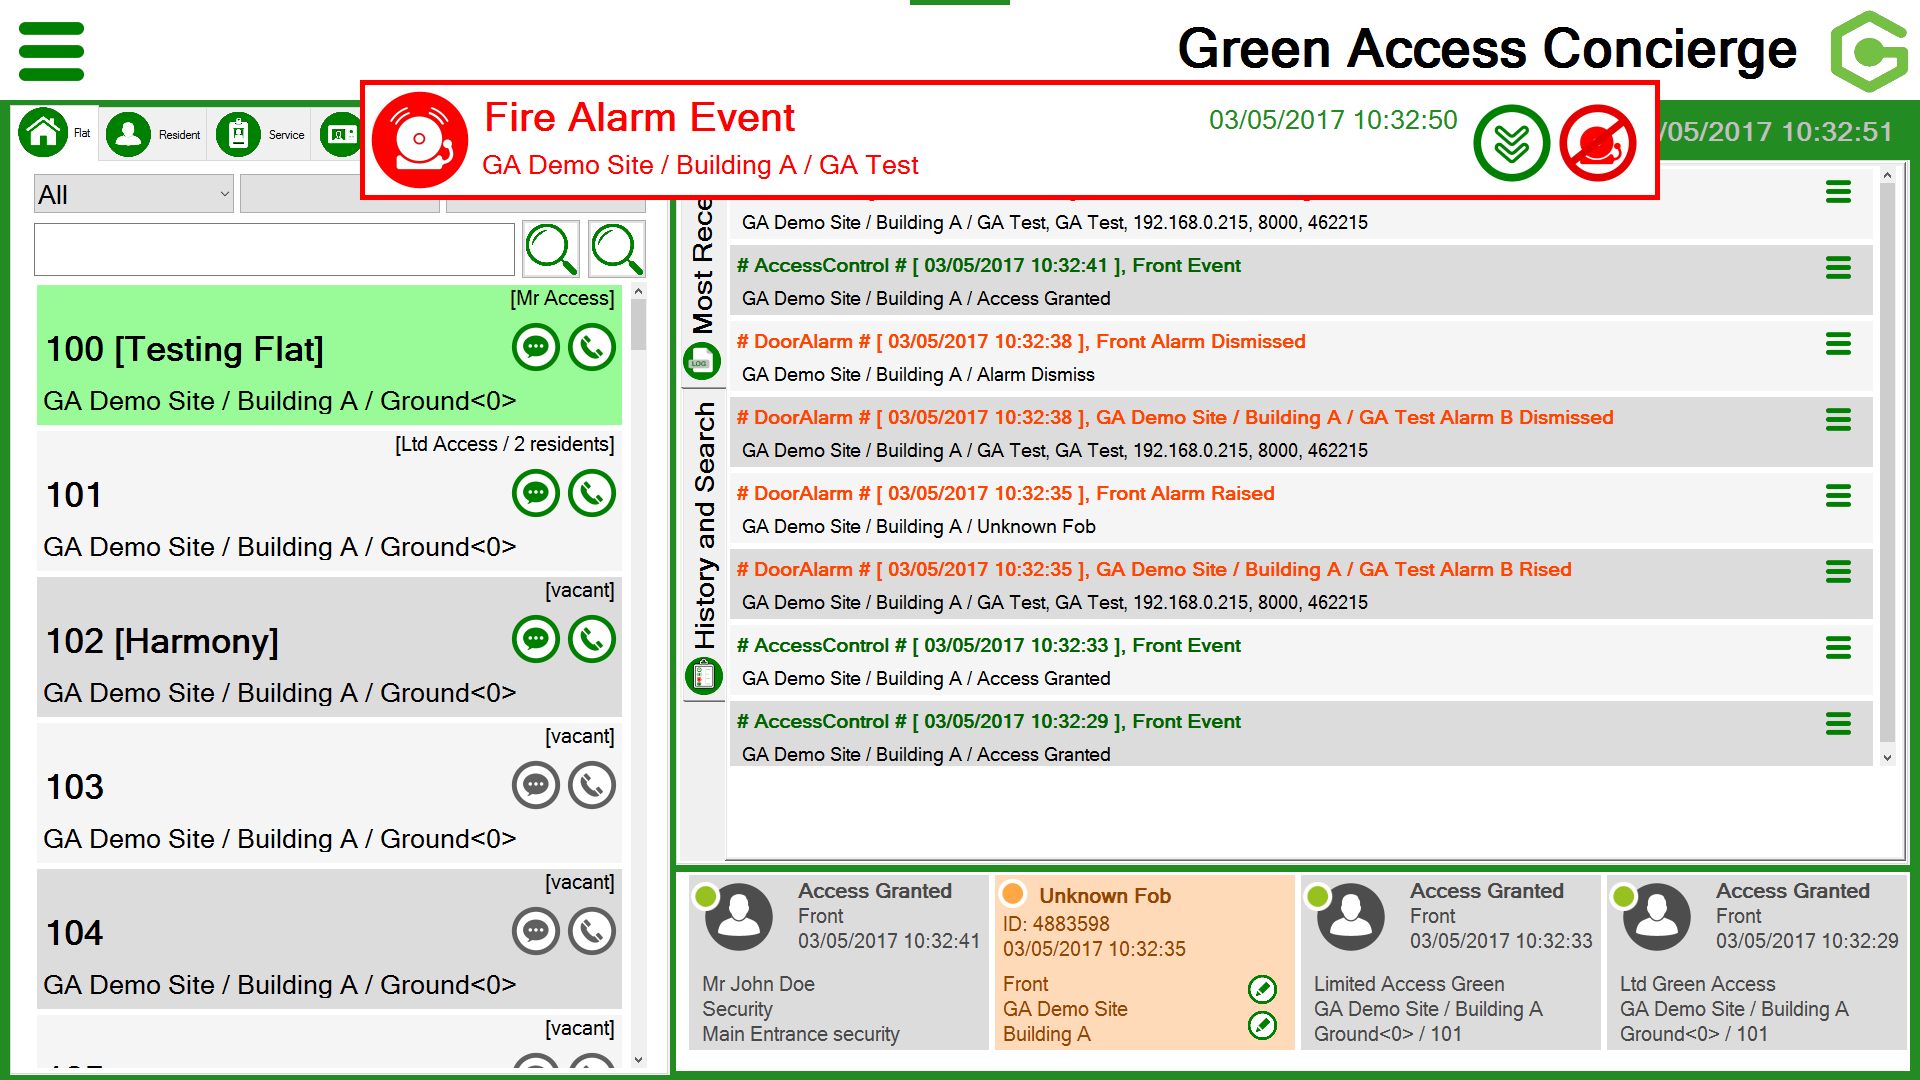 Green Access Concierge
Fire Alarm Event
GA Demo Site / Building A / GA Test
03/05/2017 10:32:50
/05/2017 10:32:51
Flat
Resident
Service
All
[Mr Access]
100 [Testing Flat]
GA Demo Site / Building A / Ground<0>
[Ltd Access / 2 residents]
101
GA Demo Site / Building A / Ground<0>
[vacant]
102 [Harmony]
GA Demo Site / Building A / Ground<0>
[vacant]
103
GA Demo Site / Building A / Ground<0>
[vacant]
104
GA Demo Site / Building A / Ground<0>
[vacant]
Most Rece
LOG
History and Search
GA Demo Site / Building A / GA Test, GA Test, 192.168.0.215, 8000, 462215
# AccessControl # [ 03/05/2017 10:32:41 ], Front Event
GA Demo Site / Building A / Access Granted
# DoorAlarm # [ 03/05/2017 10:32:38 ], Front Alarm Dismissed
GA Demo Site / Building A / Alarm Dismiss
# DoorAlarm # [ 03/05/2017 10:32:38 ], GA Demo Site / Building A / GA Test Alarm B Dismissed
GA Demo Site / Building A / GA Test, GA Test, 192.168.0.215, 8000, 462215
# DoorAlarm # [ 03/05/2017 10:32:35 ], Front Alarm Raised
GA Demo Site / Building A / Unknown Fob
# DoorAlarm # [ 03/05/2017 10:32:35 ], GA Demo Site / Building A / GA Test Alarm B Rised
GA Demo Site / Building A / GA Test, GA Test, 192.168.0.215, 8000, 462215
# AccessControl # [ 03/05/2017 10:32:33 ], Front Event
GA Demo Site / Building A / Access Granted
# AccessControl # [ 03/05/2017 10:32:29 ], Front Event
GA Demo Site / Building A / Access Granted
Access Granted
Front
03/05/2017 10:32:41
Mr John Doe
Security
Main Entrance security
Unknown Fob
ID: 4883598
03/05/2017 10:32:35
Front
GA Demo Site
Building A
Access Granted
Front
03/05/2017 10:32:33
Limited Access Green
GA Demo Site / Building A
Ground<0> / 101
Access Granted
Front
03/05/2017 10:32:29
Ltd Green Access
GA Demo Site / Building A
Ground<0> / 101